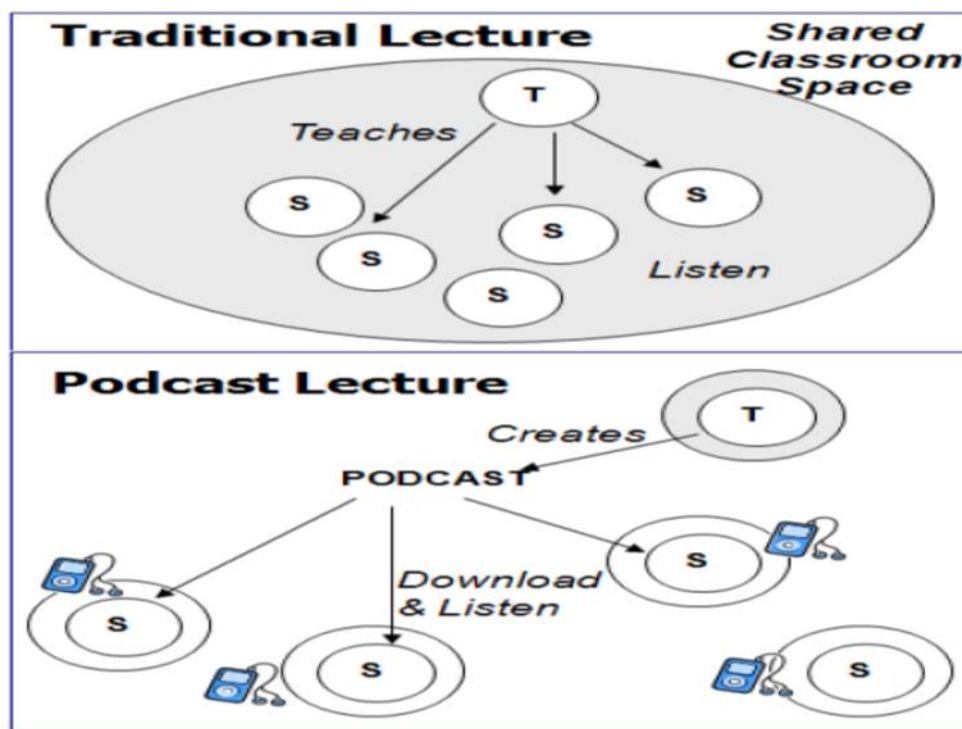 Traditional Lecture
Shared
Classroom
Space
T
Teaches
S
S
S
S
S
Listen
Podcast Lecture
T
Creates
PODCAST
S
Download
& Listen
S
S
S